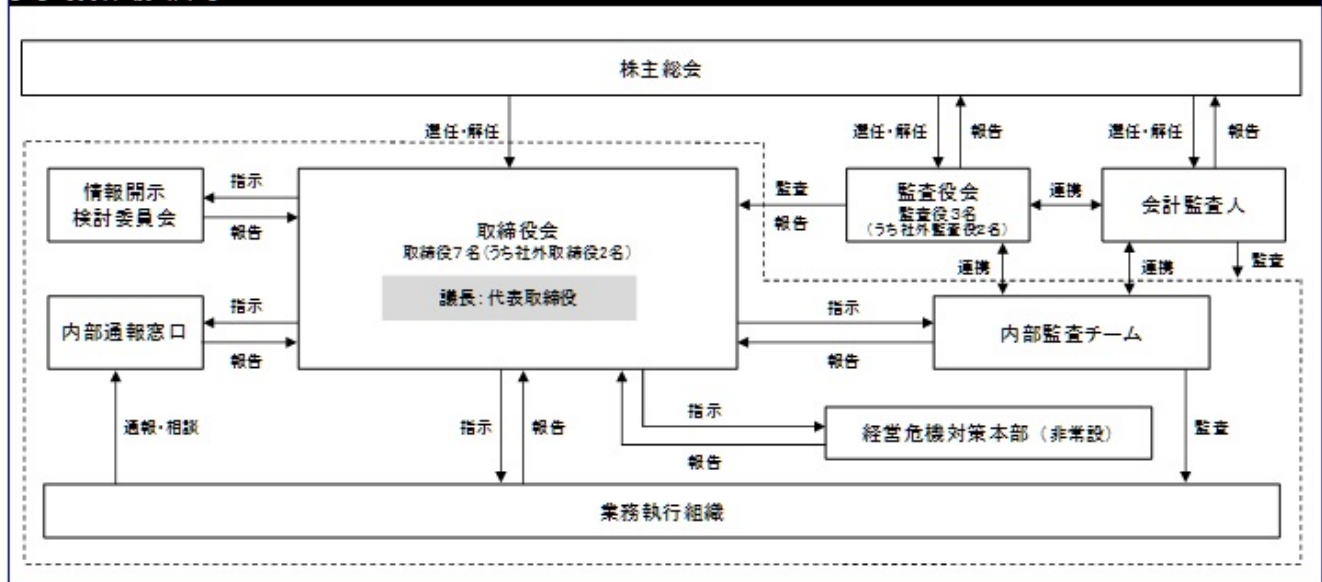 株主総会
選任・解任
選任・解任
報告
選任・解任
報告
情報開示
検討委員会
指示
報告
取締役会
取締役7名(うち社外取締役2名)
議長:代表取締役
監査
報告
監査役会
監査役3名
(うち社外監査役2名)
連携
会計監査人
連携
連携
監査
内部通報窓口
指示
報告
指示
報告
内部監査チーム
通報・相談
指示
報告
指示
報告
経営危機対策本部(非常設)
監査
業務執行組織